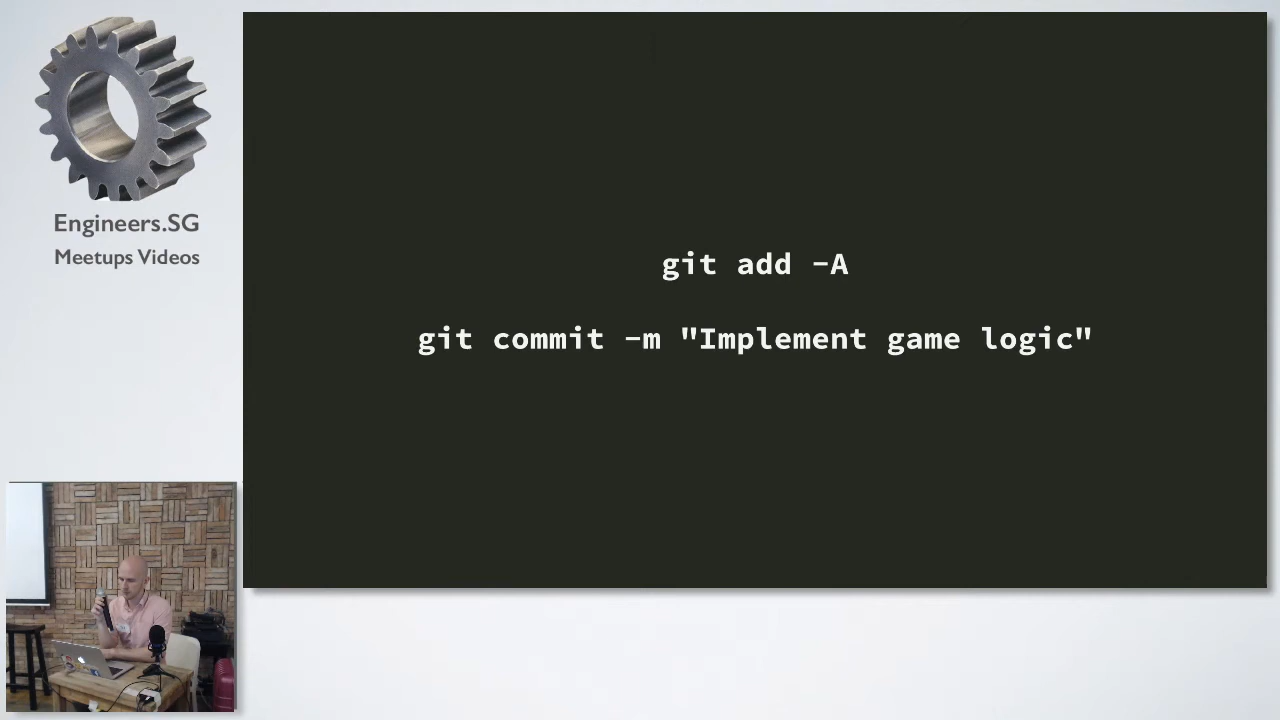 Engineers.SG
Meetups Videos
git add -A
git commit -m "Implement game logic"